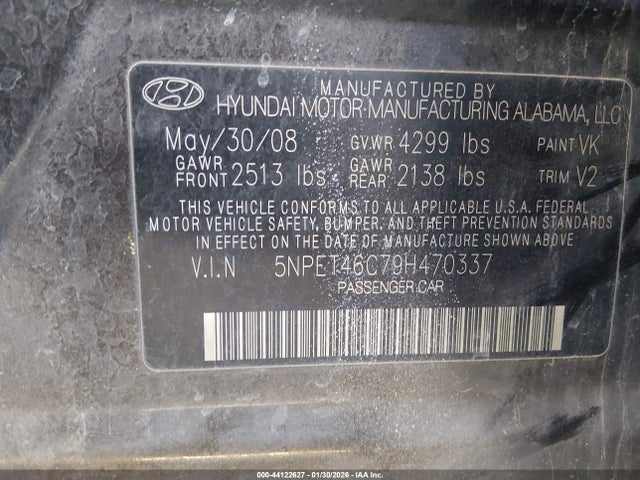 MANUFACTURED BY
HYUNDAI MOTOR MANUFACTURING ALABAMA, LLC
May/30/08 GVWR 4299 lbs PAINT VK
GAWR FRONT 2513 lbs GAWR REAR 2138 lbs TRIM V2
THIS VEHICLE CONFORMS TO ALL APPLICABLE U.S.A. FEDERAL
MOTOR VEHICLE SAFETY, BUMPER, AND THEFT PREVENTION STANDARDS
IN EFFECT ON THE DATE OF MANUFACTURE SHOWN ABOVE.
V.I.N 5NPET46C79H470337
PASSENGER CAR
000-44122627 - 01/30/2026 - IAA Inc.